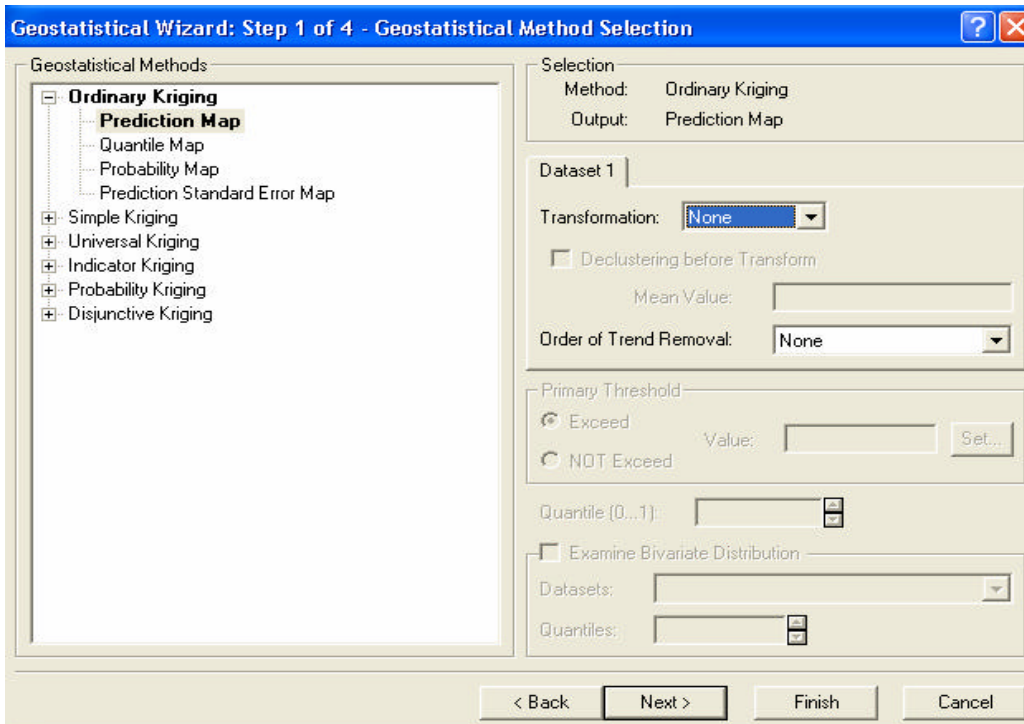 Geostatistical Wizard: Step 1 of 4 - Geostatistical Method Selection
Geostatistical Methods
Ordinary Kriging
Prediction Map
Quantile Map
Probability Map
Prediction Standard Error Map
Simple Kriging
Universal Kriging
Indicator Kriging
Probability Kriging
Disjunctive Kriging
Selection
Method: Ordinary Kriging
Output: Prediction Map
Dataset 1
Transformation: None
Declustering before Transform
Mean Value:
Order of Trend Removal: None
Primary Threshold
Exceed
Value: Set...
NOT Exceed
Quantile (0...1):
Examine Bivariate Distribution
Datasets:
Quantiles:
< Back Next > Finish Cancel